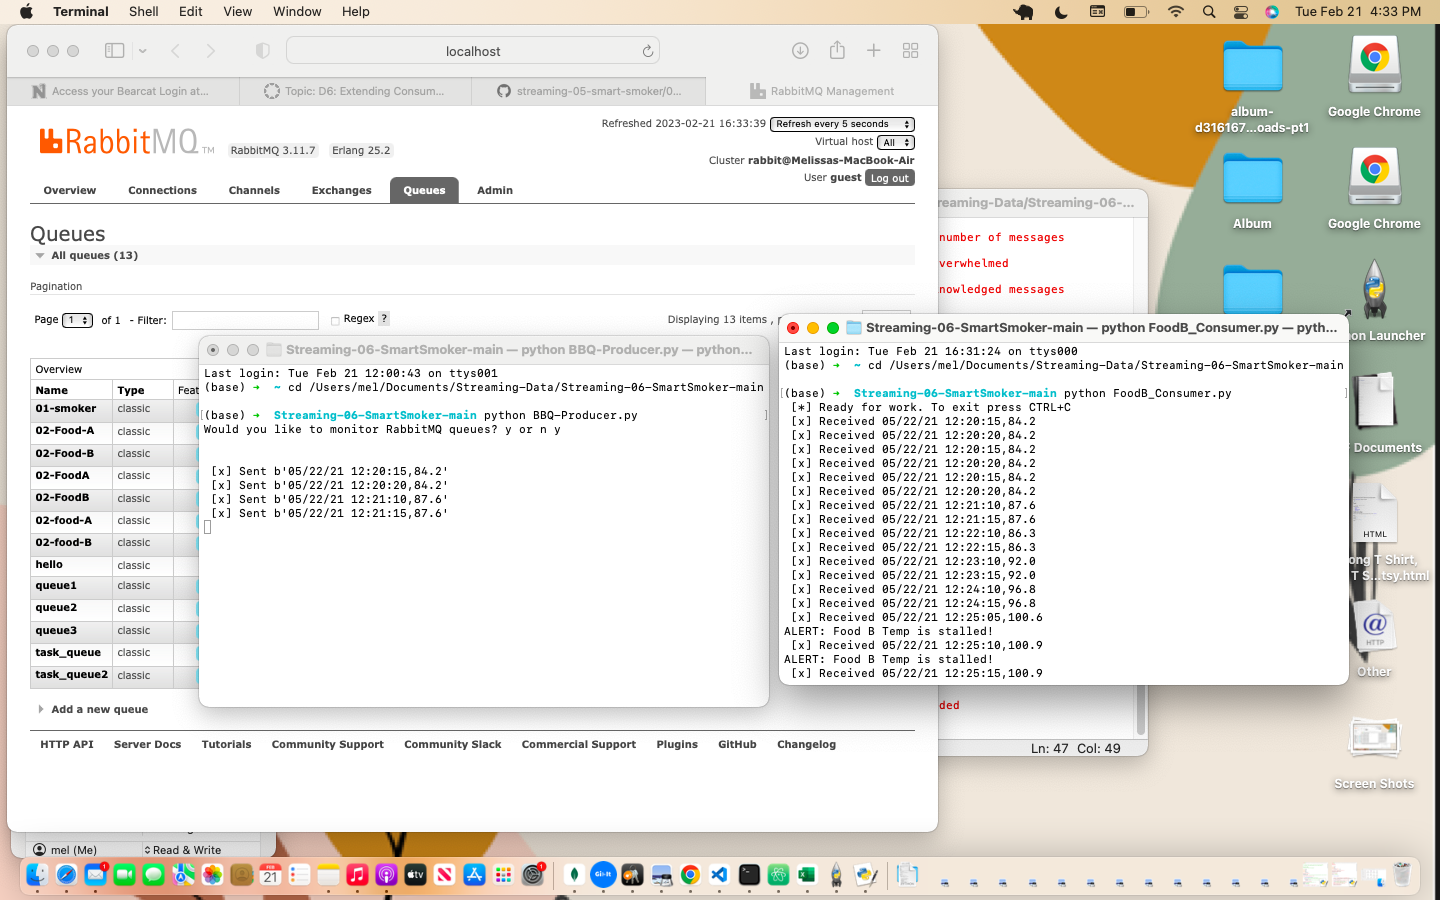 Terminal Shell Edit View Window Help Tue Feb 21 4:33 PM
localhost
Access your Bearcat Login at... Topic: D6: Extending Consum... streaming-05-smart-smoker/0... RabbitMQ Management
RabbitMQ TM RabbitMQ 3.11.7 Erlang 25.2
Refreshed 2023-02-21 16:33:39 Refresh every 5 seconds
Virtual host All
Cluster rabbit@Melissas-MacBook-Air
User guest Log out
Overview Connections Channels Exchanges Queues Admin
Queues
All queues (13)
Pagination
Page 1 of 1 - Filter: Regex ?
Displaying 13 items ,
Overview
Name Type
01-smoker classic
02-Food-A classic
02-Food-B classic
02-FoodA classic
02-FoodB classic
02-food-A classic
02-food-B classic
hello classic
queue1 classic
queue2 classic
queue3 classic
task_queue classic
task_queue2 classic
Add a new queue
HTTP API Server Docs Tutorials Community Support Community Slack Commercial Support Plugins GitHub Changelog
Streaming-06-SmartSmoker-main — python BBQ-Producer.py — python...
Last login: Tue Feb 21 12:00:43 on ttys001
(base) ➜ ~ cd /Users/mel/Documents/Streaming-Data/Streaming-06-SmartSmoker-main
[(base) ➜ Streaming-06-SmartSmoker-main python BBQ-Producer.py ]
Would you like to monitor RabbitMQ queues? y or n y
[x] Sent b'05/22/21 12:20:15,84.2'
[x] Sent b'05/22/21 12:20:20,84.2'
[x] Sent b'05/22/21 12:21:10,87.6'
[x] Sent b'05/22/21 12:21:15,87.6'
Streaming-06-SmartSmoker-main — python FoodB_Consumer.py — pyth...
Last login: Tue Feb 21 16:31:24 on ttys000
(base) ➜ ~ cd /Users/mel/Documents/Streaming-Data/Streaming-06-SmartSmoker-main
[(base) ➜ Streaming-06-SmartSmoker-main python FoodB_Consumer.py ]
[*] Ready for work. To exit press CTRL+C
[x] Received 05/22/21 12:20:15,84.2
[x] Received 05/22/21 12:20:20,84.2
[x] Received 05/22/21 12:20:15,84.2
[x] Received 05/22/21 12:20:20,84.2
[x] Received 05/22/21 12:20:15,84.2
[x] Received 05/22/21 12:20:20,84.2
[x] Received 05/22/21 12:21:10,87.6
[x] Received 05/22/21 12:21:15,87.6
[x] Received 05/22/21 12:22:10,86.3
[x] Received 05/22/21 12:22:15,86.3
[x] Received 05/22/21 12:23:10,92.0
[x] Received 05/22/21 12:23:15,92.0
[x] Received 05/22/21 12:24:10,96.8
[x] Received 05/22/21 12:24:15,96.8
[x] Received 05/22/21 12:25:05,100.6
ALERT: Food B Temp is stalled!
[x] Received 05/22/21 12:25:10,100.9
ALERT: Food B Temp is stalled!
[x] Received 05/22/21 12:25:15,100.9
reaming-Data/Streaming-06-...
number of messages
verwhelmed
nowledged messages
ded
Ln: 47 Col: 49
album-
d316167...oads-pt1
Google Chrome
Album
Google Chrome
hon Launcher
Documents
HTML
ong T Shirt,
T S...tsy.html
HTTP
Other
Screen Shots
mel (Me) Read & Write
FEB
21
tv
Git-It